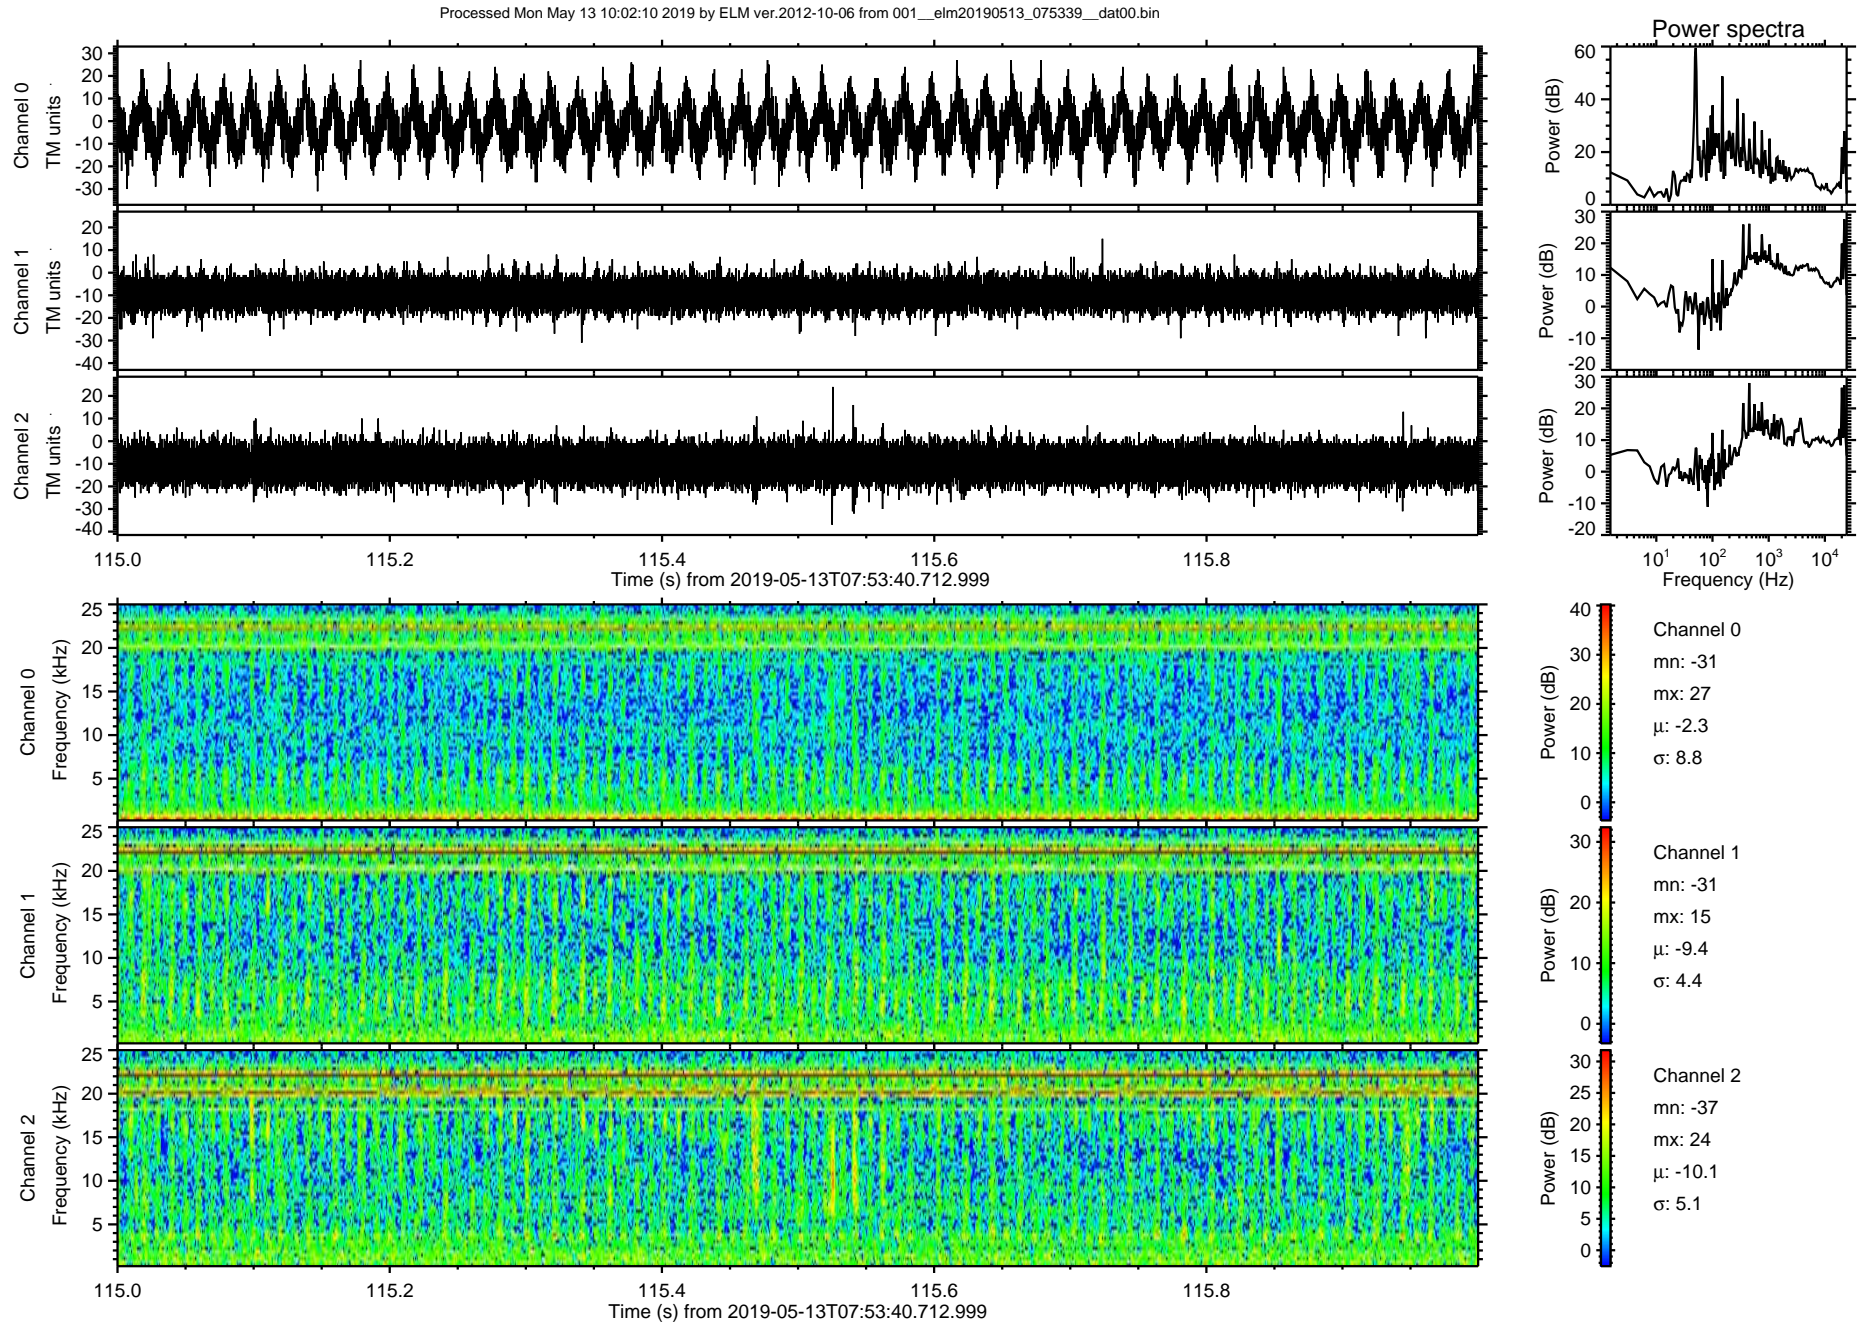 Processed Mon May 13 10:02:10 2019 by ELM ver.2012-10-06 from 001__elm20190513_075339__dat00.bin
Power spectra
Channel 0
TM units
30
20
10
0
-10
-20
-30
Power (dB)
60
40
20
0
Channel 1
TM units
20
10
0
-10
-20
-30
-40
Power (dB)
30
20
10
0
-10
-20
Channel 2
TM units
20
10
0
-10
-20
-30
-40
Power (dB)
30
20
10
0
-10
-20
115.0 115.2 115.4 115.6 115.8
Time (s) from 2019-05-13T07:53:40.712.999
10¹ 10² 10³ 10⁴
Frequency (Hz)
Channel 0
Frequency (kHz)
25
20
15
10
5
Power (dB)
40
30
20
10
0
Channel 0
mn: -31
mx: 27
μ: -2.3
σ: 8.8
Channel 1
Frequency (kHz)
25
20
15
10
5
Power (dB)
30
20
10
0
Channel 1
mn: -31
mx: 15
μ: -9.4
σ: 4.4
Channel 2
Frequency (kHz)
25
20
15
10
5
Power (dB)
30
25
20
15
10
5
0
Channel 2
mn: -37
mx: 24
μ: -10.1
σ: 5.1
115.0 115.2 115.4 115.6 115.8
Time (s) from 2019-05-13T07:53:40.712.999